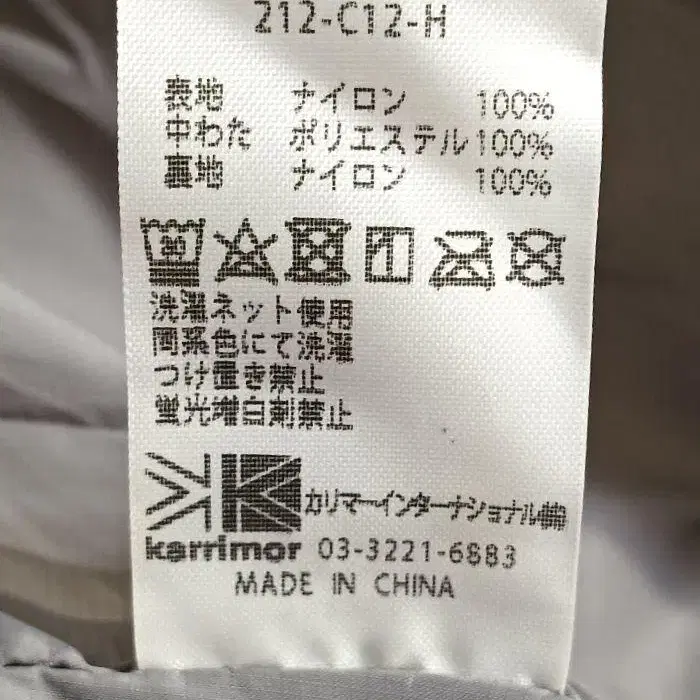 212-C12-H
表地 ナイロン 100%
中わた ポリエステル 100%
裏地 ナイロン 100%
30
洗濯ネット使用
同系色にて洗濯
つけ置き禁止
蛍光増白剤禁止
カリマーインターナショナル㈱
karrimor 03-3221-6883
MADE IN CHINA